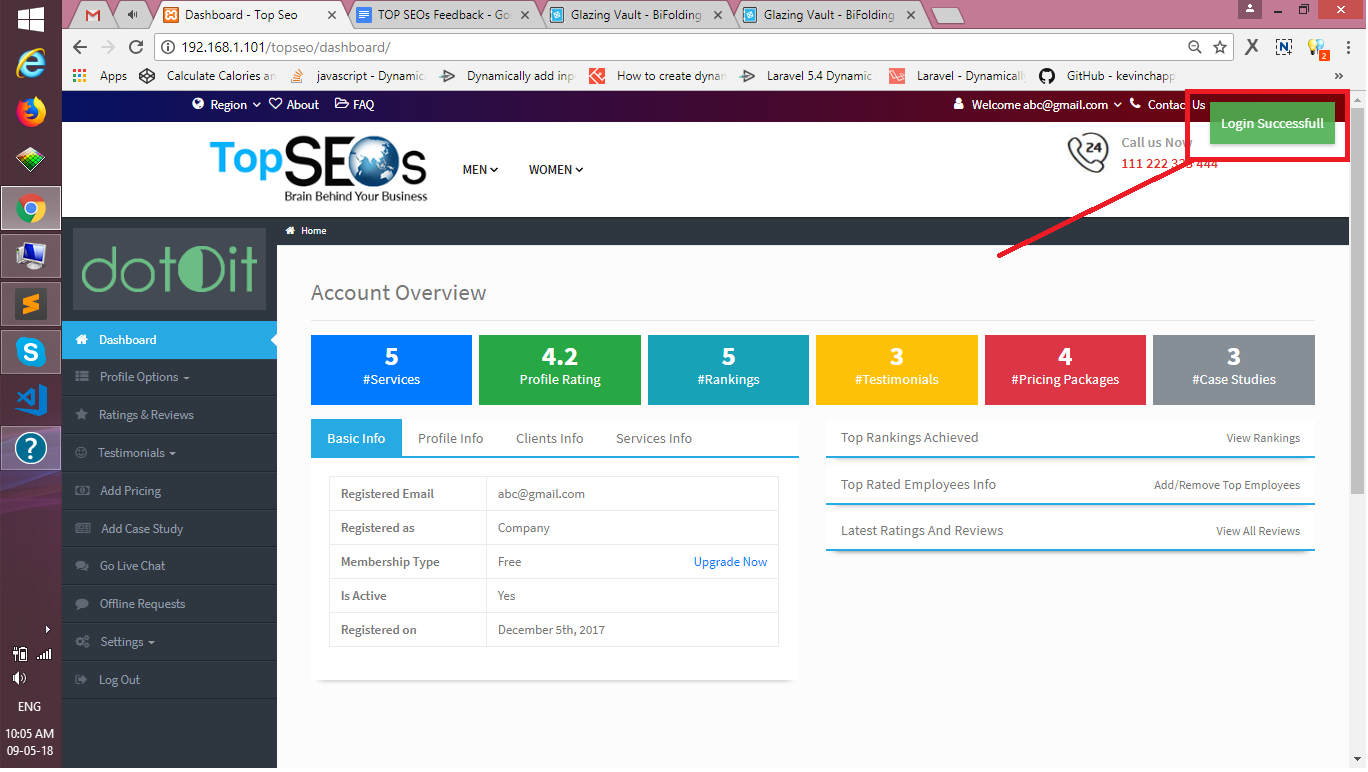 Dashboard - Top Seo
TOP SEOs Feedback - Go
Glazing Vault - BiFolding
Glazing Vault - BiFolding
192.168.1.101/topseo/dashboard/
Apps
Calculate Calories an
javascript - Dynamic
Dynamically add inp
How to create dynam
Laravel 5.4 Dynamic
Laravel - Dynamically
GitHub - kevinchapp
»
2
Region
About
FAQ
Welcome abc@gmail.com
Contact Us
Login Successfull
TopSEOs
Brain Behind Your Business
MEN
WOMEN
24
Call us Now
111 222 333 444
Home
dotOit
Dashboard
Profile Options
Ratings & Reviews
Testimonials
Add Pricing
Add Case Study
Go Live Chat
Offline Requests
Settings
Log Out
Account Overview
5
#Services
4.2
Profile Rating
5
#Rankings
3
#Testimonials
4
#Pricing Packages
3
#Case Studies
Basic Info
Profile Info
Clients Info
Services Info
Registered Email abc@gmail.com
Registered as Company
Membership Type Free Upgrade Now
Is Active Yes
Registered on December 5th, 2017
Top Rankings Achieved View Rankings
Top Rated Employees Info Add/Remove Top Employees
Latest Ratings And Reviews View All Reviews
ENG
10:05 AM
09-05-18